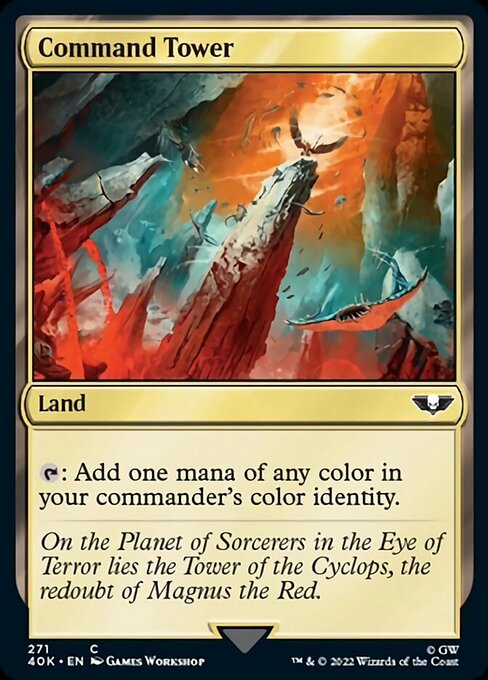 Command Tower
Land
: Add one mana of any color in
your commander's color identity.
On the Planet of Sorcerers in the Eye of
Terror lies the Tower of the Cyclops, the
redoubt of Magnus the Red.
271 C
40K • EN Games Workshop
© GW
™ & © 2022 Wizards of the Coast